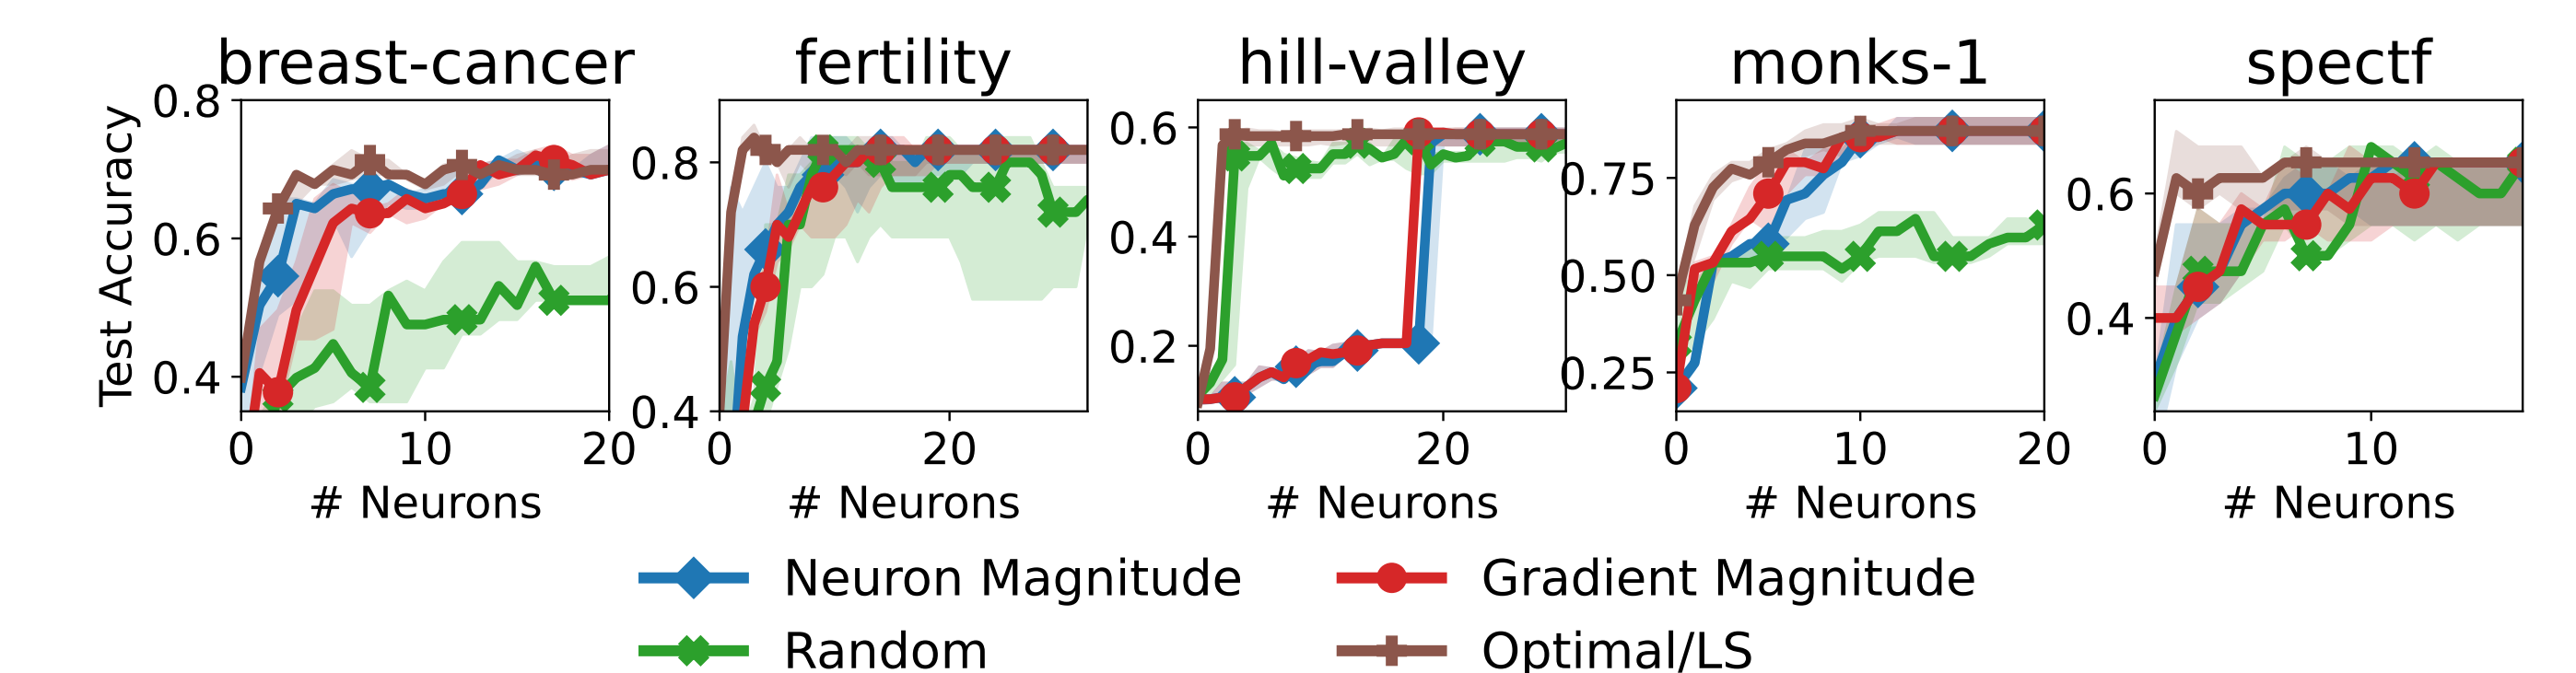 breast-cancer fertility hill-valley monks-1 spectf
Test Accuracy
0.8
0.6
0.4
0 10 20
# Neurons
0.8
0.6
0.4
0 20
# Neurons
0.6
0.4
0.2
0 20
# Neurons
0.75
0.50
0.25
0 10 20
# Neurons
0.6
0.4
0 10
# Neurons
Neuron Magnitude Gradient Magnitude
Random Optimal/LS